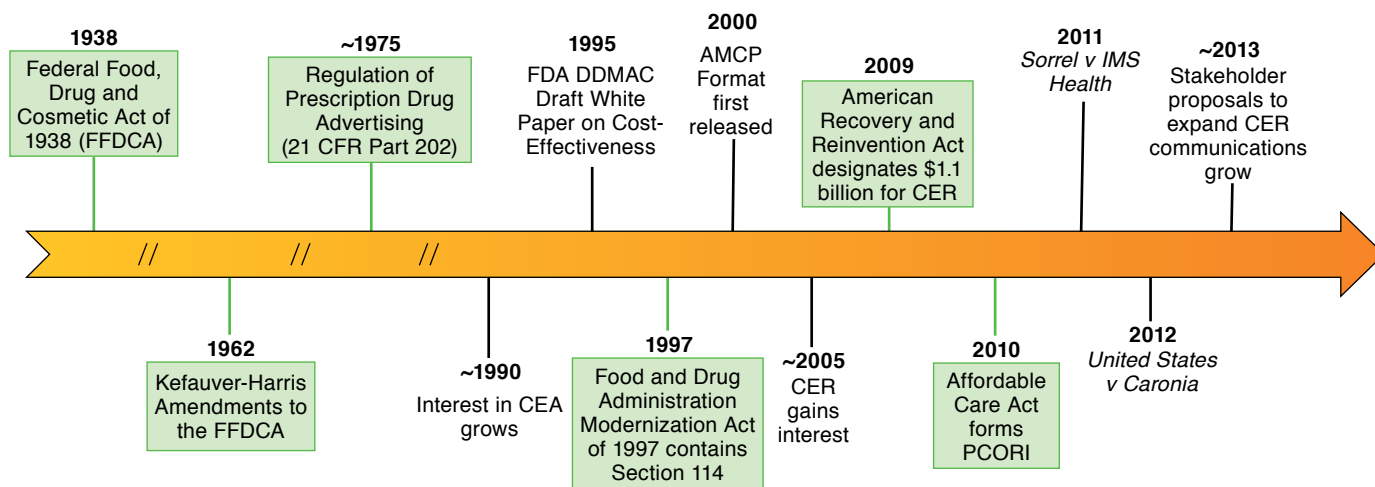 1938
Federal Food,
Drug and
Cosmetic Act of
1938 (FFDCA)
~1975
Regulation of
Prescription Drug
Advertising
(21 CFR Part 202)
1995
FDA DDMAC
Draft White
Paper on Cost-
Effectiveness
2000
AMCP
Format
first
released
2009
American
Recovery and
Reinvention Act
designates $1.1
billion for CER
2011
Sorrel v IMS
Health
~2013
Stakeholder
proposals to
expand CER
communications
grow
// // //
1962
Kefauver-Harris
Amendments to
the FFDCA
~1990
Interest in CEA
grows
1997
Food and Drug
Administration
Modernization Act
of 1997 contains
Section 114
~2005
CER
gains
interest
2010
Affordable
Care Act
forms
PCORI
2012
United States
v Caronia